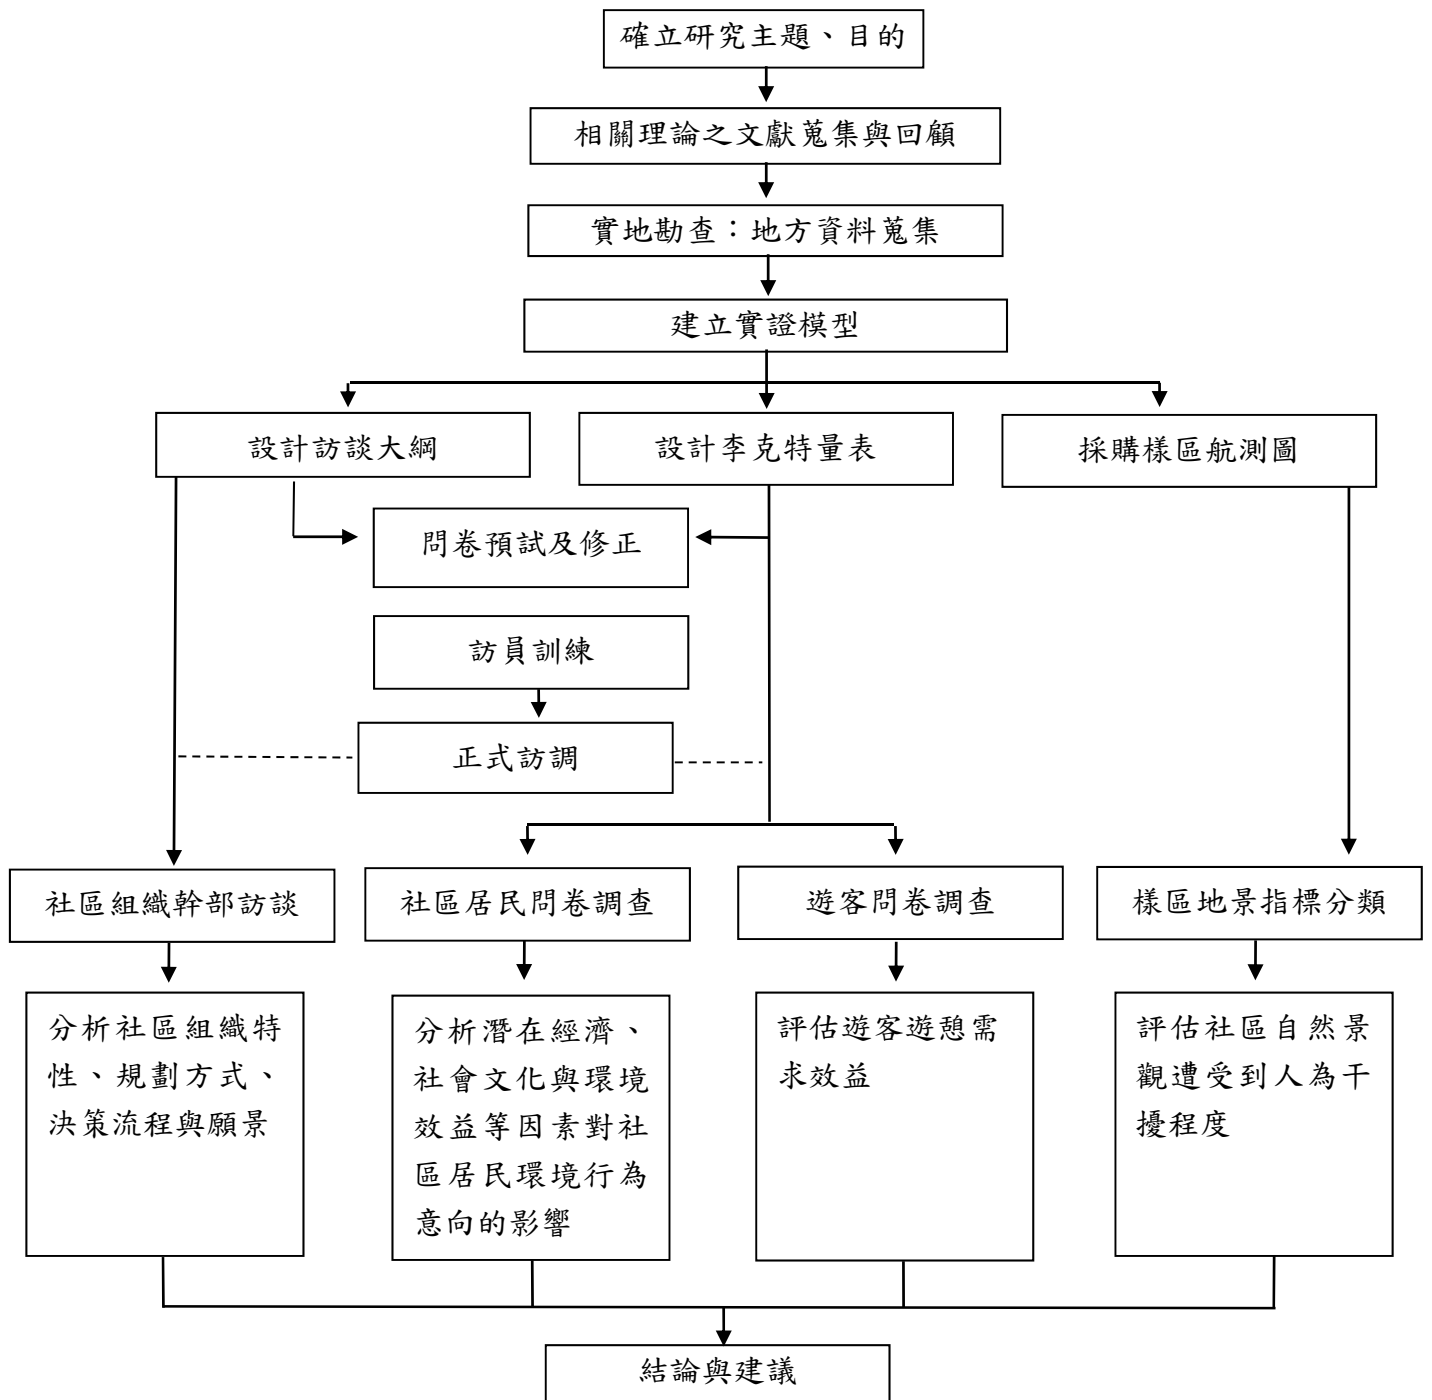 確立研究主題、目的
相關理論之文獻蒐集與回顧
實地勘查：地方資料蒐集
建立實證模型
設計訪談大綱
設計李克特量表
採購樣區航測圖
問卷預試及修正
訪員訓練
正式訪調
社區組織幹部訪談
社區居民問卷調查
遊客問卷調查
樣區地景指標分類
分析社區組織特
性、規劃方式、
決策流程與願景
分析潛在經濟、
社會文化與環境
效益等因素對社
區居民環境行為
意向的影響
評估遊客遊憩需
求效益
評估社區自然景
觀遭受到人為干
擾程度
結論與建議